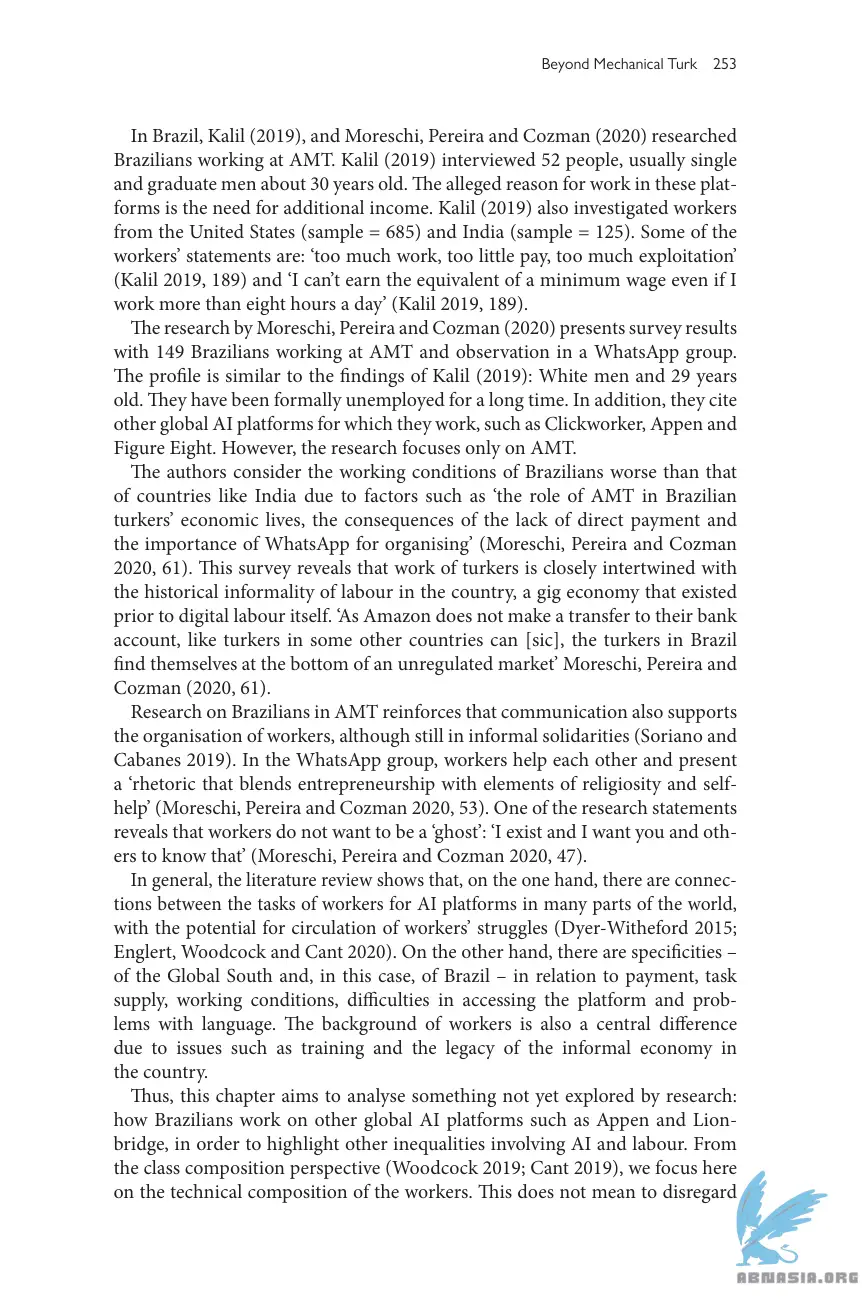 Beyond Mechanical Turk 253
In Brazil, Kalil (2019), and Moreschi, Pereira and Cozman (2020) researched
Brazilians working at AMT. Kalil (2019) interviewed 52 people, usually single
and graduate men about 30 years old. The alleged reason for work in these plat-
forms is the need for additional income. Kalil (2019) also investigated workers
from the United States (sample = 685) and India (sample = 125). Some of the
workers’ statements are: ‘too much work, too little pay, too much exploitation’
(Kalil 2019, 189) and ‘I can’t earn the equivalent of a minimum wage even if I
work more than eight hours a day’ (Kalil 2019, 189).
The research by Moreschi, Pereira and Cozman (2020) presents survey results
with 149 Brazilians working at AMT and observation in a WhatsApp group.
The profile is similar to the findings of Kalil (2019): White men and 29 years
old. They have been formally unemployed for a long time. In addition, they cite
other global AI platforms for which they work, such as Clickworker, Appen and
Figure Eight. However, the research focuses only on AMT.
The authors consider the working conditions of Brazilians worse than that
of countries like India due to factors such as ‘the role of AMT in Brazilian
turkers’ economic lives, the consequences of the lack of direct payment and
the importance of WhatsApp for organising’ (Moreschi, Pereira and Cozman
2020, 61). This survey reveals that work of turkers is closely intertwined with
the historical informality of labour in the country, a gig economy that existed
prior to digital labour itself. ‘As Amazon does not make a transfer to their bank
account, like turkers in some other countries can [sic], the turkers in Brazil
find themselves at the bottom of an unregulated market’ Moreschi, Pereira and
Cozman (2020, 61).
Research on Brazilians in AMT reinforces that communication also supports
the organisation of workers, although still in informal solidarities (Soriano and
Cabanes 2019). In the WhatsApp group, workers help each other and present
a ‘rhetoric that blends entrepreneurship with elements of religiosity and self-
help’ (Moreschi, Pereira and Cozman 2020, 53). One of the research statements
reveals that workers do not want to be a ‘ghost’: ‘I exist and I want you and oth-
ers to know that’ (Moreschi, Pereira and Cozman 2020, 47).
In general, the literature review shows that, on the one hand, there are connec-
tions between the tasks of workers for AI platforms in many parts of the world,
with the potential for circulation of workers’ struggles (Dyer-Witheford 2015;
Englert, Woodcock and Cant 2020). On the other hand, there are specificities –
of the Global South and, in this case, of Brazil – in relation to payment, task
supply, working conditions, difficulties in accessing the platform and prob-
lems with language. The background of workers is also a central difference
due to issues such as training and the legacy of the informal economy in
the country.
Thus, this chapter aims to analyse something not yet explored by research:
how Brazilians work on other global AI platforms such as Appen and Lion-
bridge, in order to highlight other inequalities involving AI and labour. From
the class composition perspective (Woodcock 2019; Cant 2019), we focus here
on the technical composition of the workers. This does not mean to disregard
ABNASIA.ORG